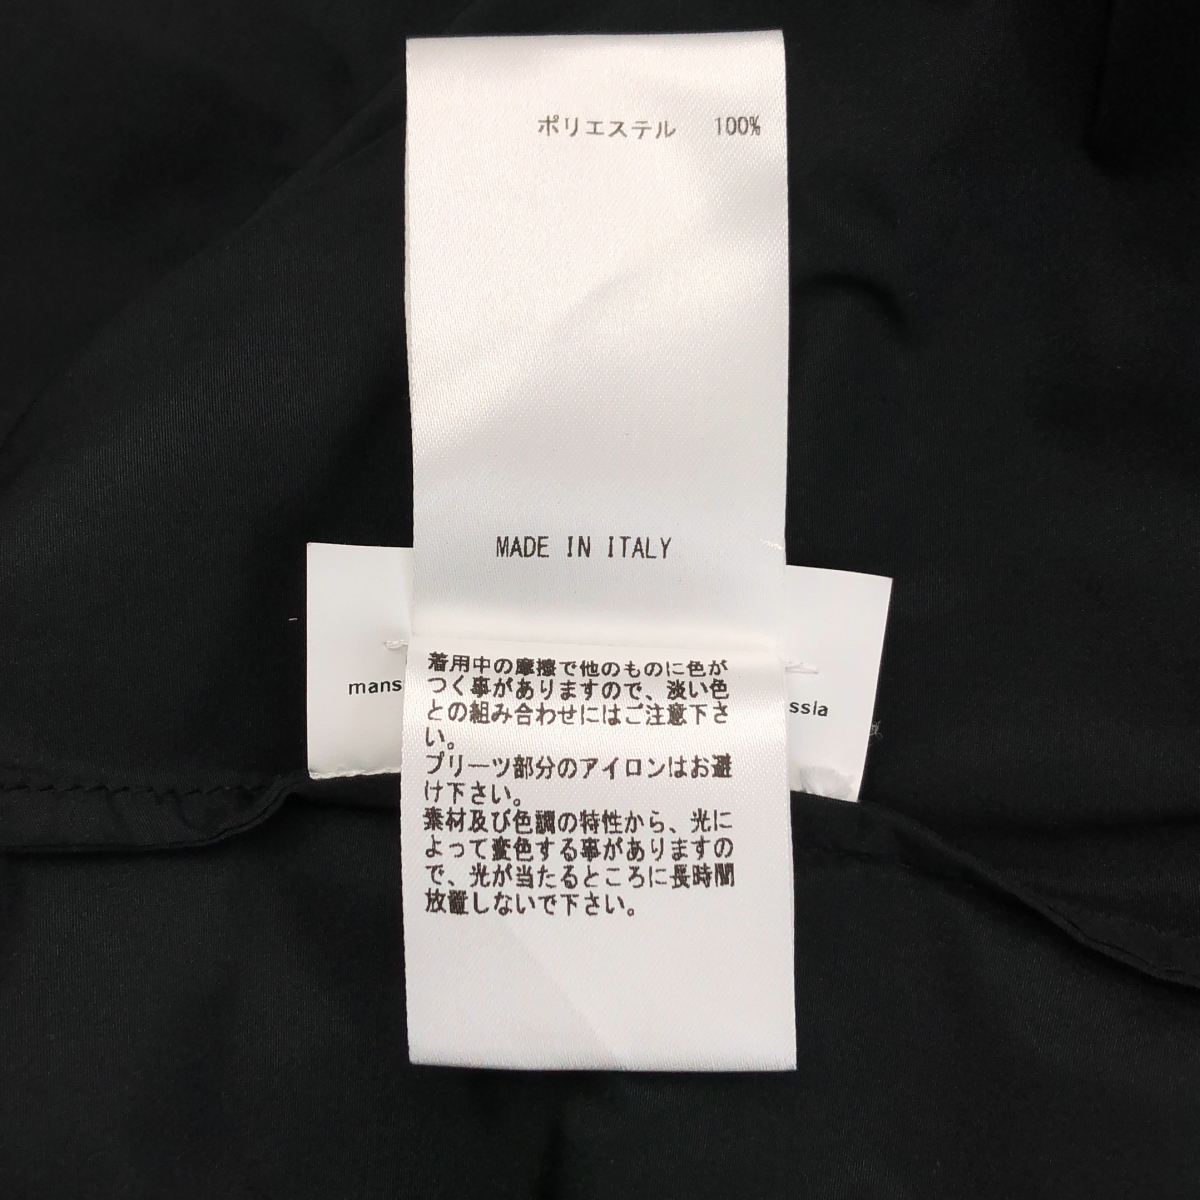 ポリエステル 100%
MADE IN ITALY
着用中の摩擦で他のものに色が
つく事がありますので、淡い色
との組み合わせにはご注意下さ
い。
プリーツ部分のアイロンはお避
け下さい。
素材及び色調の特性から、光に
よって変色する事がありますの
で、光が当たるところに長時間
放置しないで下さい。